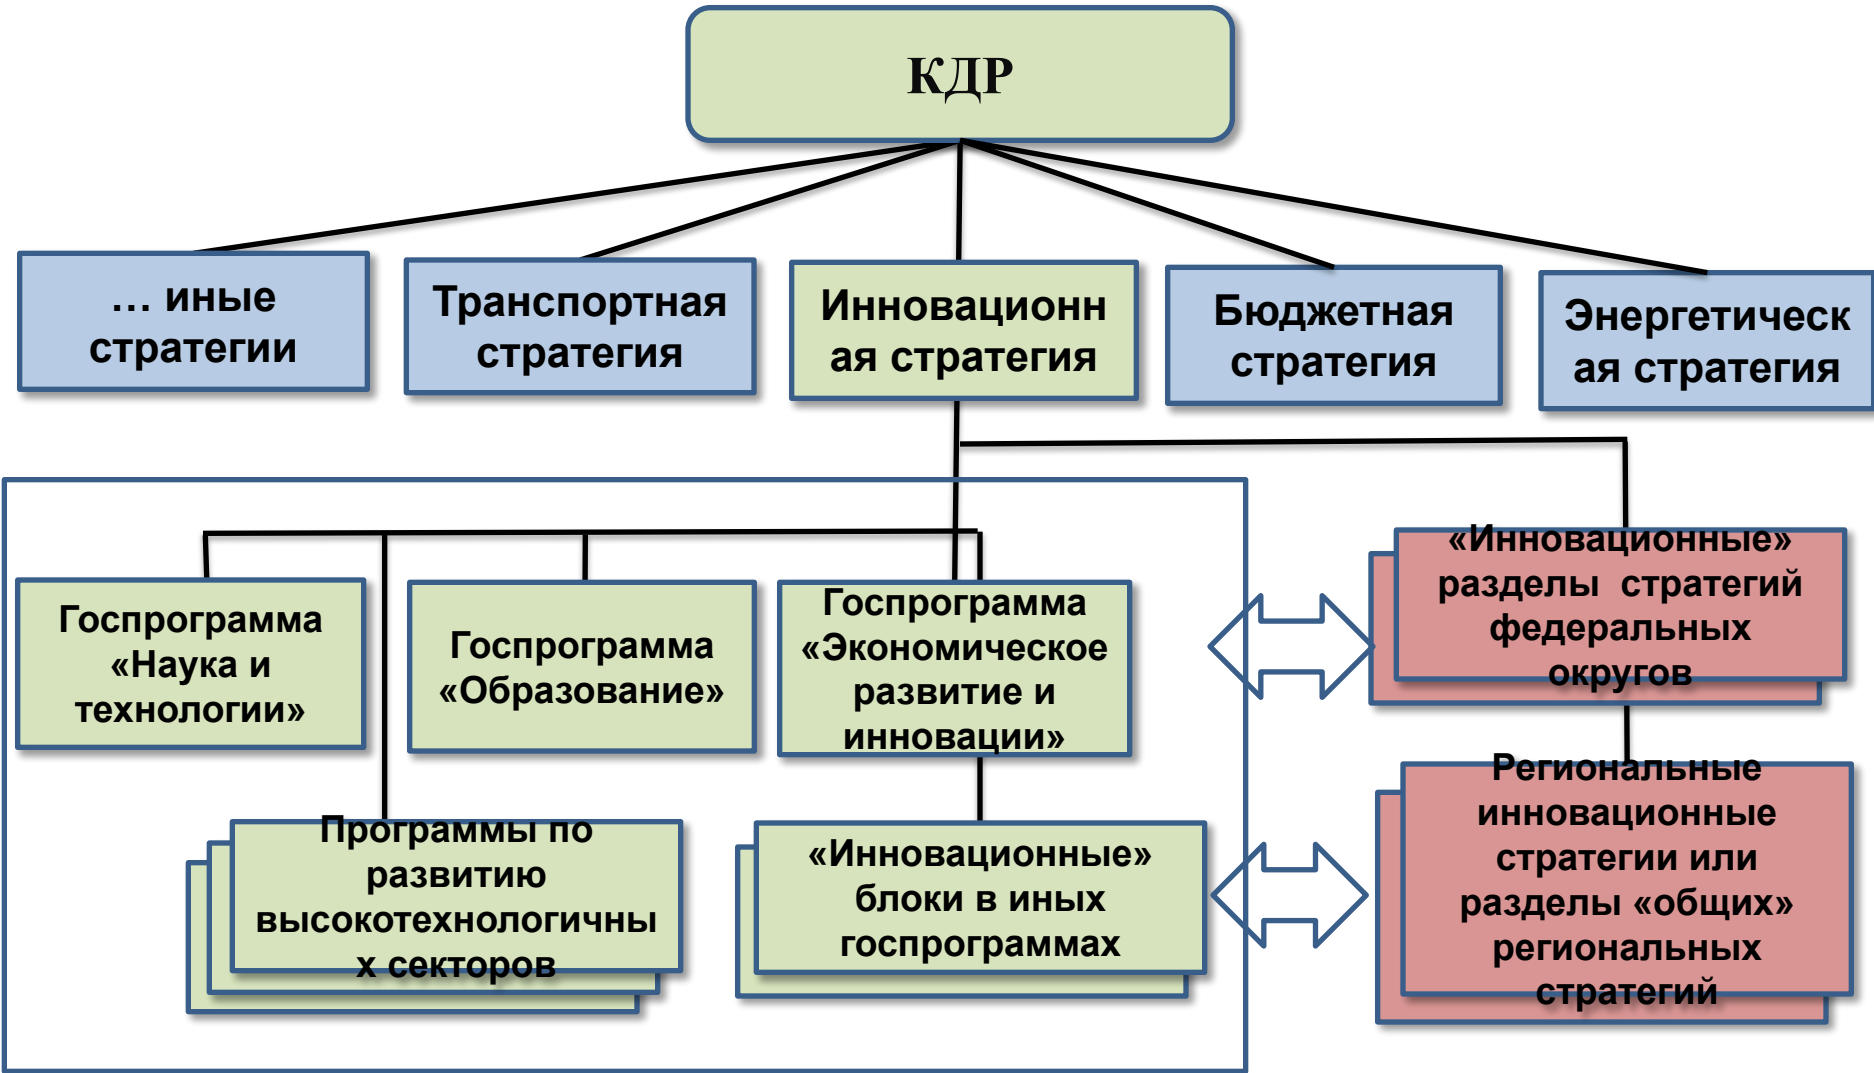 КДР
... иные
стратегии
Транспортная
стратегия
Инновационн
ая стратегия
Бюджетная
стратегия
Энергетическ
ая стратегия
Госпрограмма
«Наука и
технологии»
Госпрограмма
«Образование»
Госпрограмма
«Экономическое
развитие и
инновации»
«Инновационные»
разделы стратегий
федеральных
округов
Программы по
развитию
высокотехнологичны
х секторов
«Инновационные»
блоки в иных
госпрограммах
Региональные
инновационные
стратегии или
разделы «общих»
региональных
стратегий